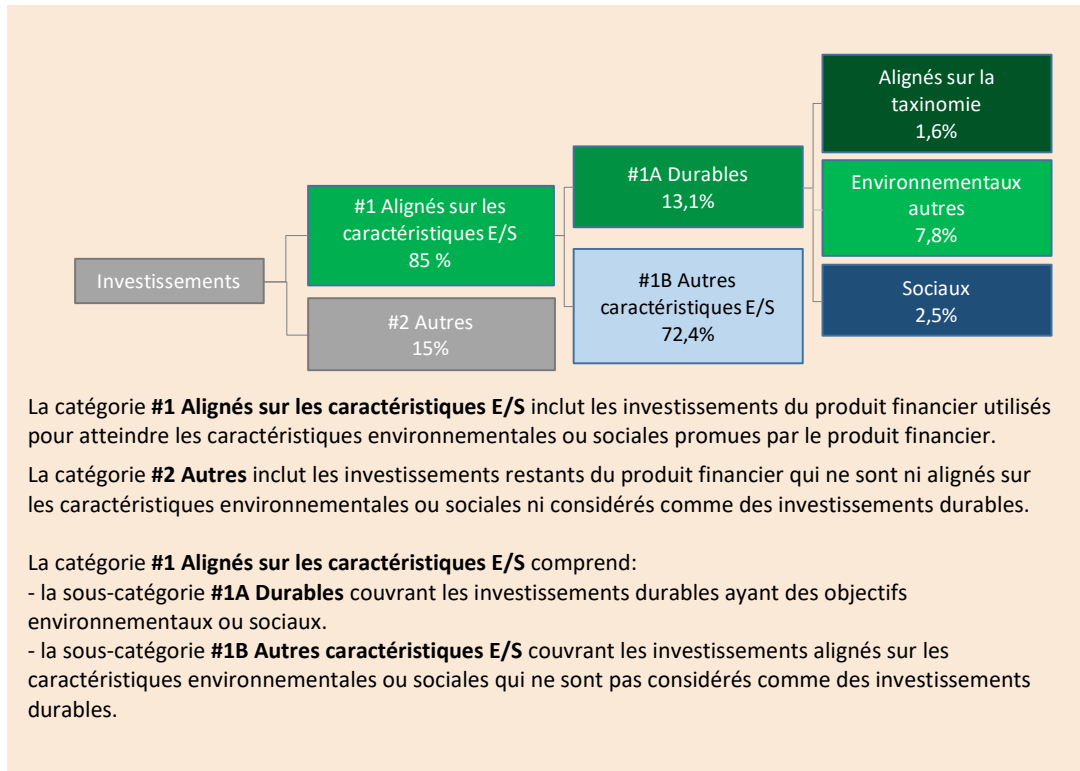 Investissements
#1 Alignés sur les
caractéristiques E/S
85 %
#2 Autres
15%
#1A Durables
13,1%
#1B Autres
caractéristiques E/S
72,4%
Alignés sur la
taxinomie
1,6%
Environnementaux
autres
7,8%
Sociaux
2,5%
La catégorie #1 Alignés sur les caractéristiques E/S inclut les investissements du produit financier utilisés
pour atteindre les caractéristiques environnementales ou sociales promues par le produit financier.
La catégorie #2 Autres inclut les investissements restants du produit financier qui ne sont ni alignés sur
les caractéristiques environnementales ou sociales ni considérés comme des investissements durables.
La catégorie #1 Alignés sur les caractéristiques E/S comprend:
- la sous-catégorie #1A Durables couvrant les investissements durables ayant des objectifs
environnementaux ou sociaux.
- la sous-catégorie #1B Autres caractéristiques E/S couvrant les investissements alignés sur les
caractéristiques environnementales ou sociales qui ne sont pas considérés comme des investissements
durables.